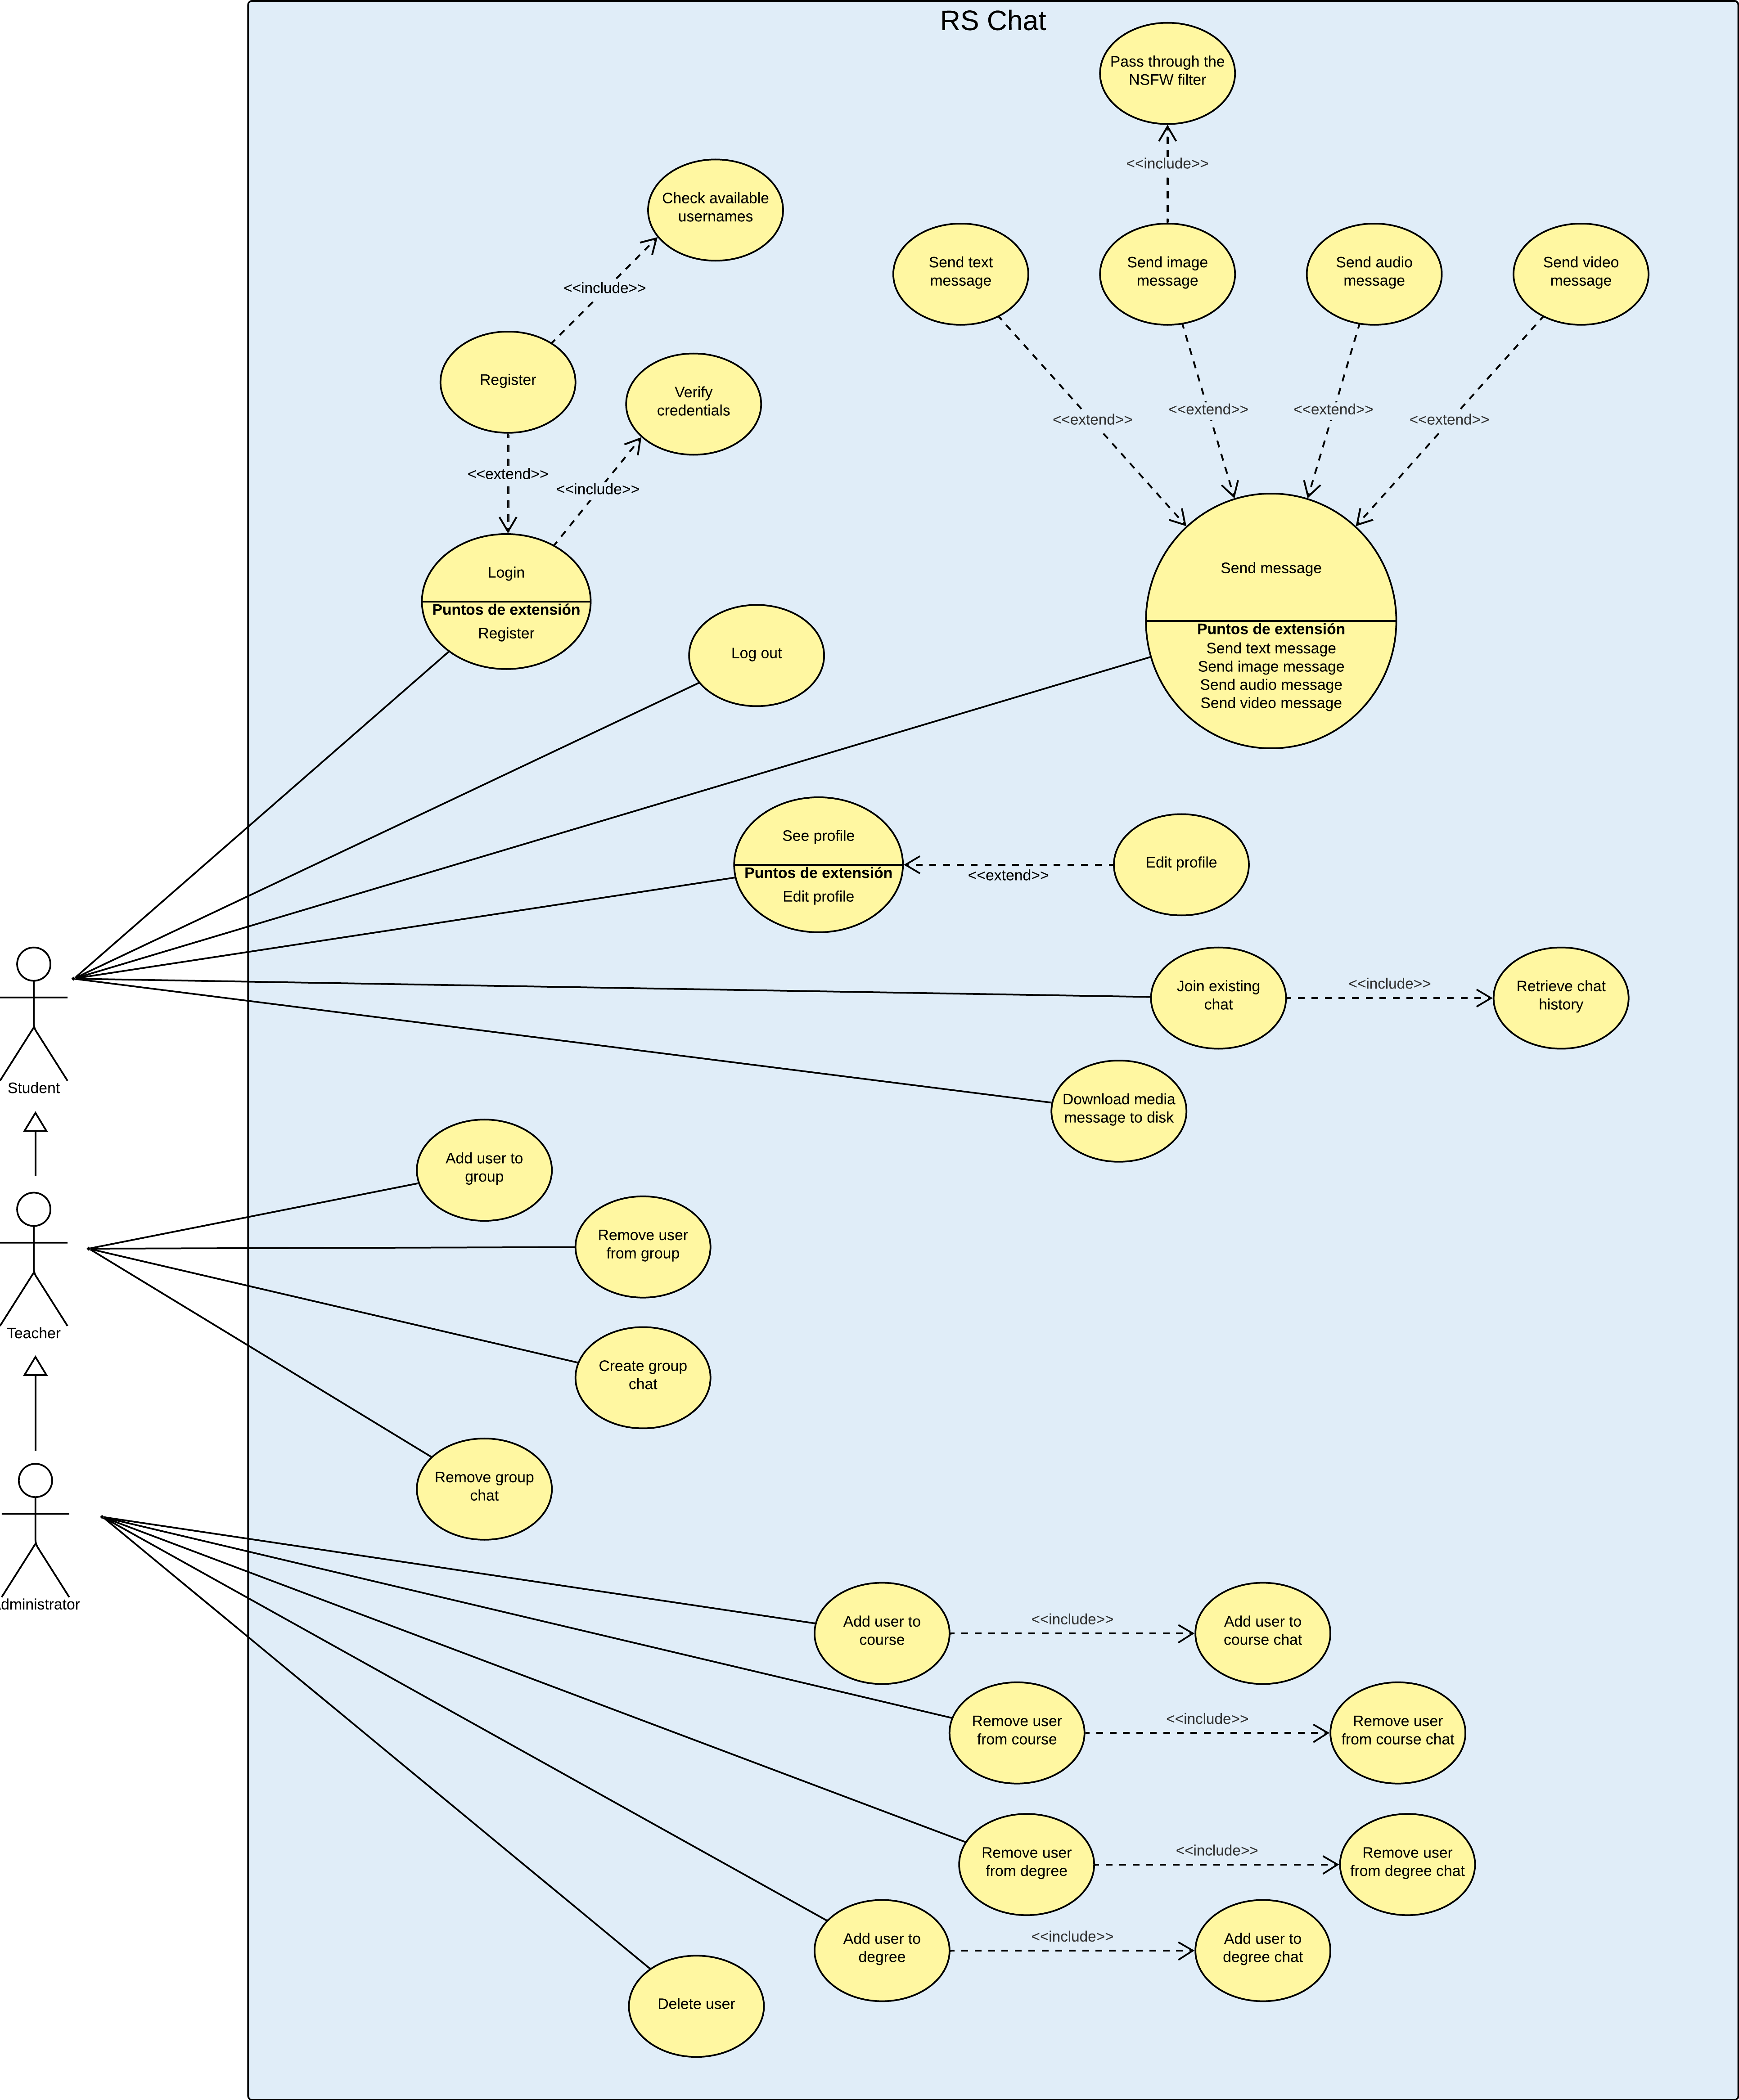 RS Chat
Pass through the
NSFW filter
<<include>>
Check available
usernames
<<include>>
Send text
message
Send image
message
Send audio
message
Send video
message
Register
Verify
credentials
<<extend>>
<<extend>>
<<extend>>
<<extend>>
<<extend>>
<<include>>
Login
Puntos de extensión
Register
Log out
Send message
Puntos de extensión
Send text message
Send image message
Send audio message
Send video message
See profile
Puntos de extensión
Edit profile
<<extend>>
Edit profile
Join existing
chat
<<include>>
Retrieve chat
history
Student
Download media
message to disk
Add user to
group
Remove user
from group
Teacher
Create group
chat
Remove group
chat
dministrator
Add user to
course
<<include>>
Add user to
course chat
Remove user
from course
<<include>>
Remove user
from course chat
Remove user
from degree
<<include>>
Remove user
from degree chat
Add user to
degree
<<include>>
Add user to
degree chat
Delete user